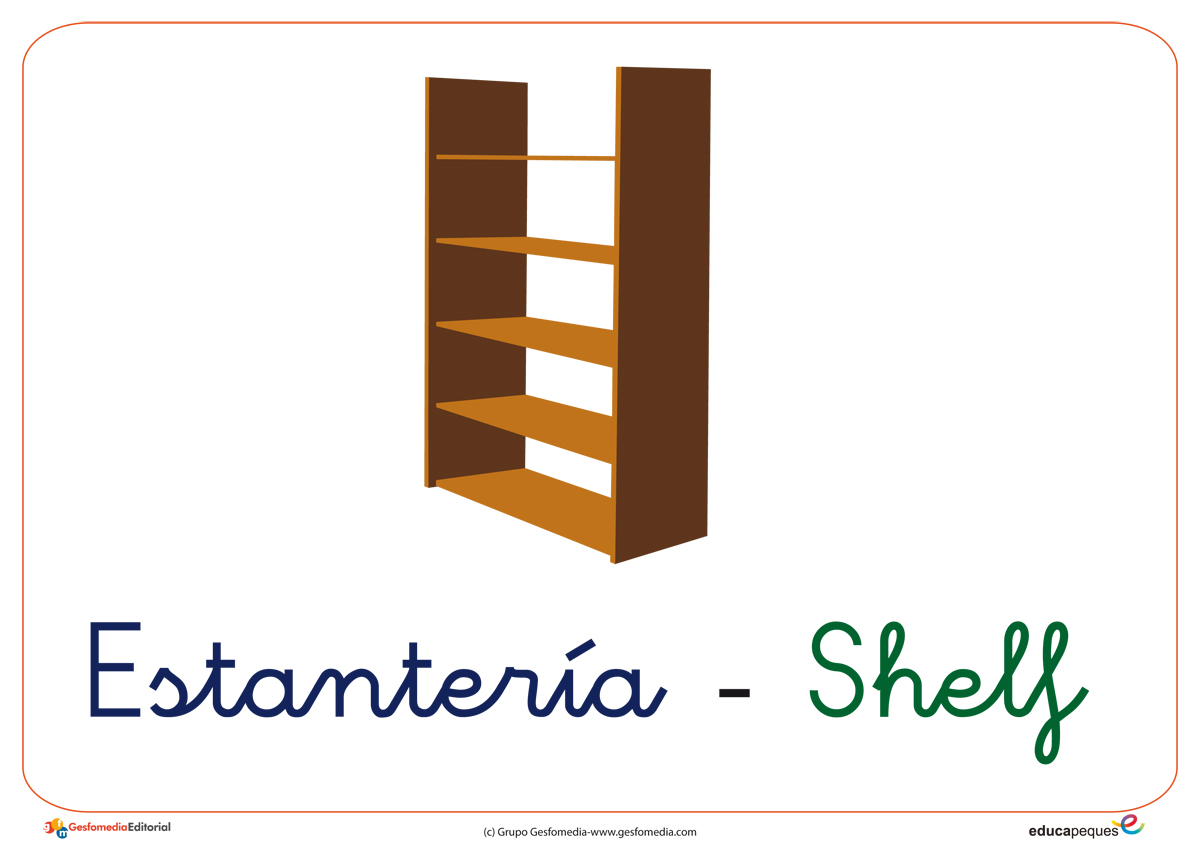 Estantería - Shelf
GesfomediaEditorial
(c) Grupo Gesfomedia-www.gesfomedia.com
educapeques